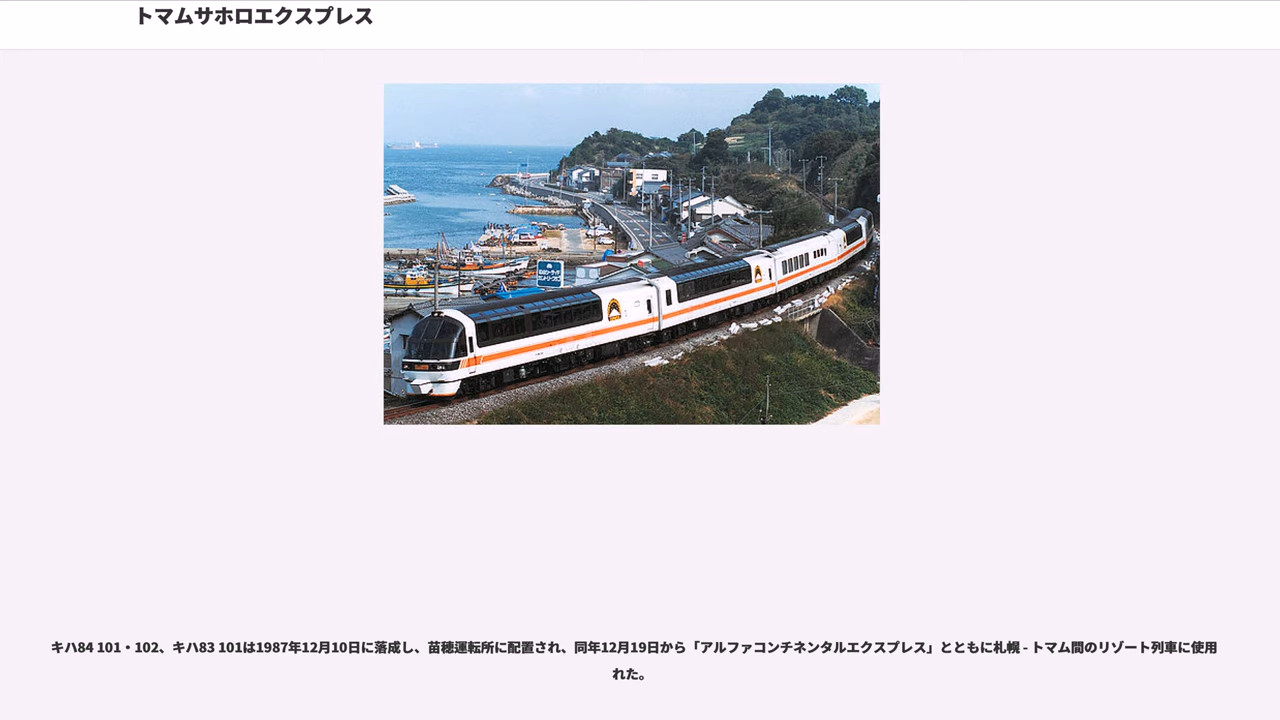 トマムサホロエクスプレス
キハ84 101・102、キハ83 101は1987年12月10日に落成し、苗穂運転所に配置され、同年12月19日から「アルファコンチネンタルエクスプレス」とともに札幌 - トマム間のリゾート列車に使用
れた。